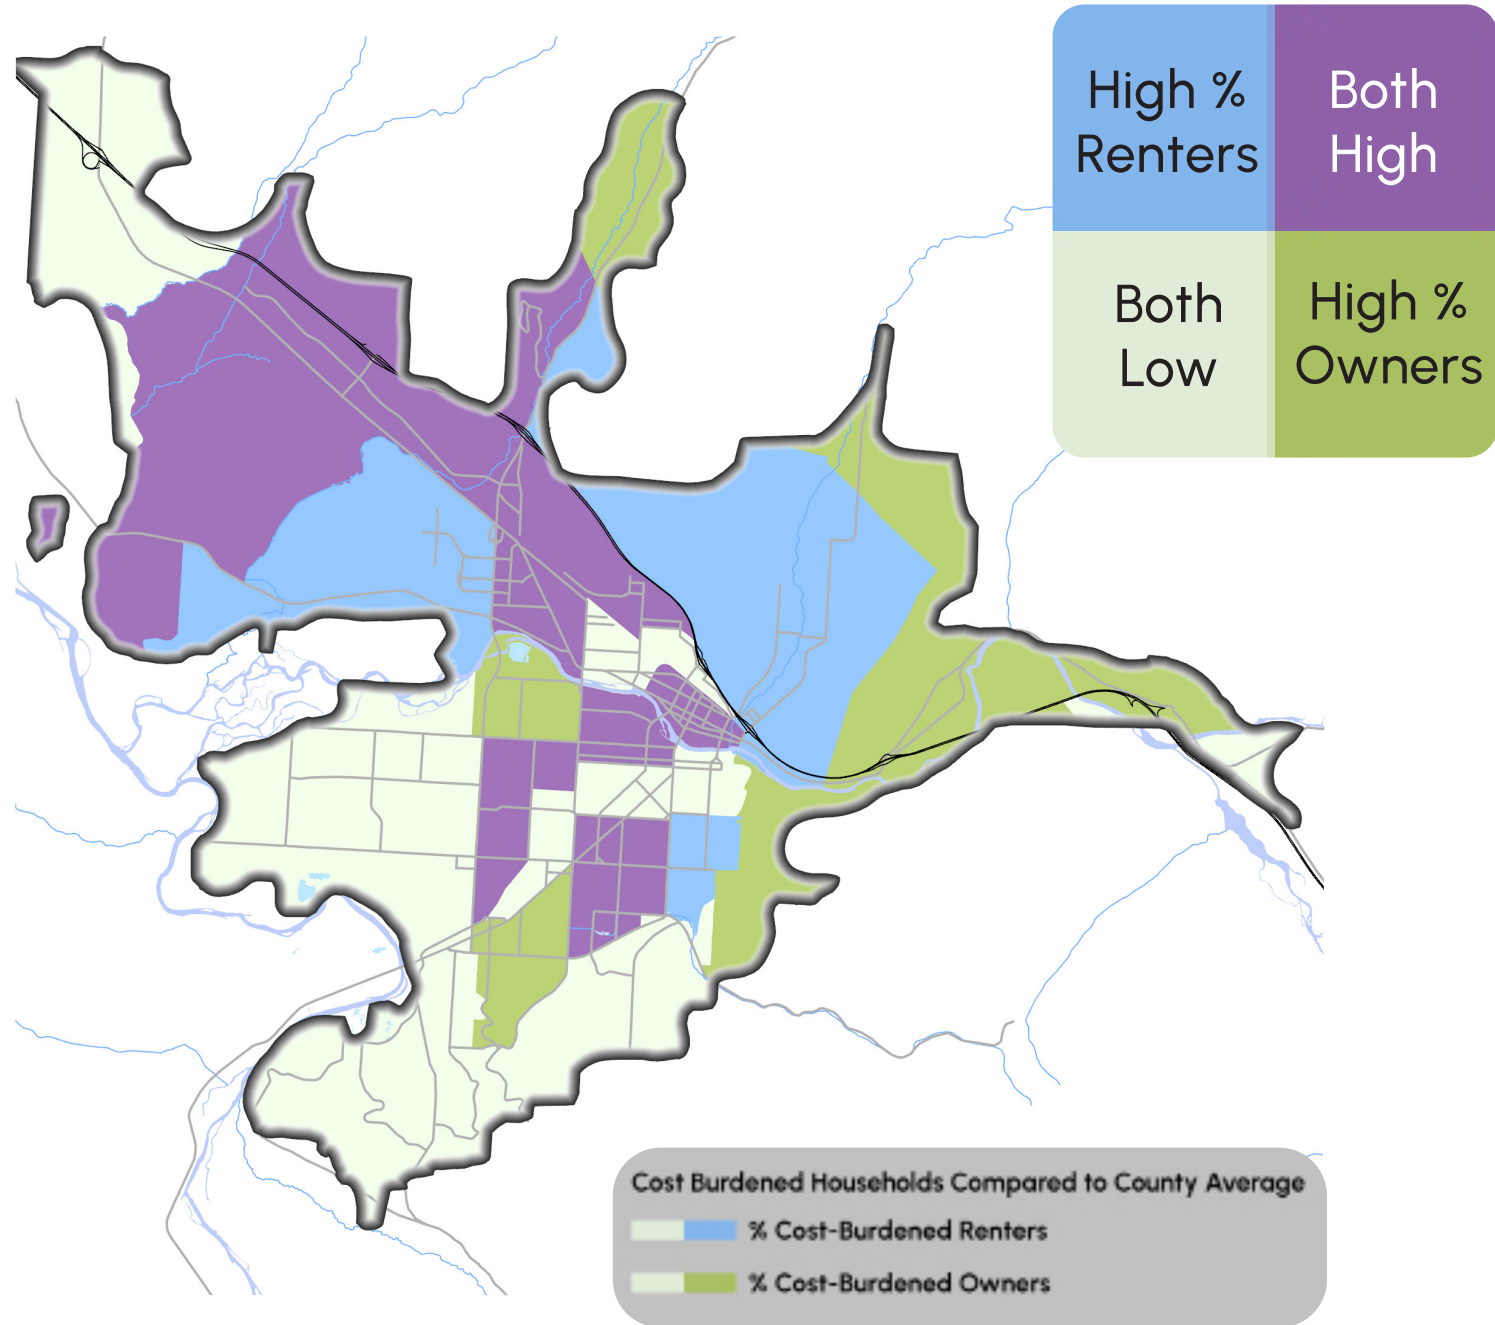 High %
Renters
Both
High
Both
Low
High %
Owners
Cost Burdened Households Compared to County Average
% Cost-Burdened Renters
% Cost-Burdened Owners